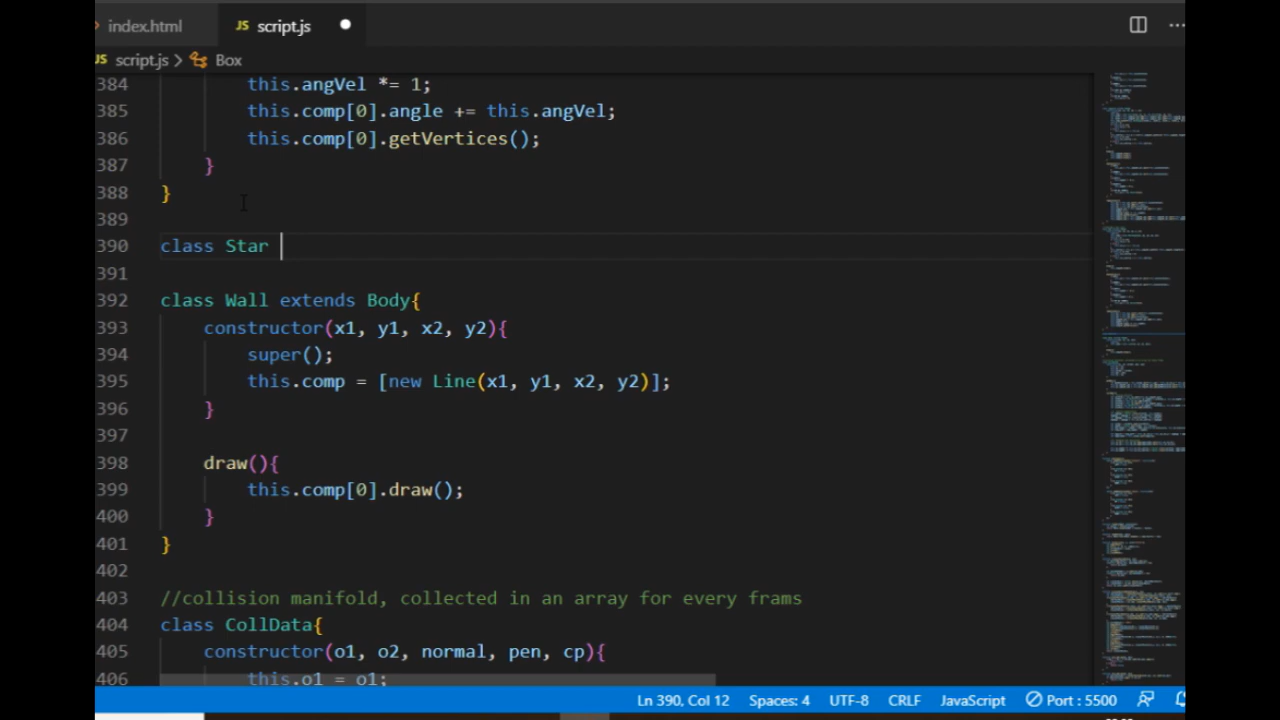 index.html JS script.js
JS script.js > Box
384 this.angVel *= 1;
385 this.comp[0].angle += this.angVel;
386 this.comp[0].getVertices();
387 }
388 }
389
390 class Star
391
392 class Wall extends Body{
393 constructor(x1, y1, x2, y2){
394 super();
395 this.comp = [new Line(x1, y1, x2, y2)];
396 }
397
398 draw(){
399 this.comp[0].draw();
400 }
401 }
402
403 //collision manifold, collected in an array for every frams
404 class CollData{
405 constructor(o1, o2, normal, pen, cp){
406 this.o1 = o1;
Ln 390, Col 12 Spaces: 4 UTF-8 CRLF JavaScript Port : 5500